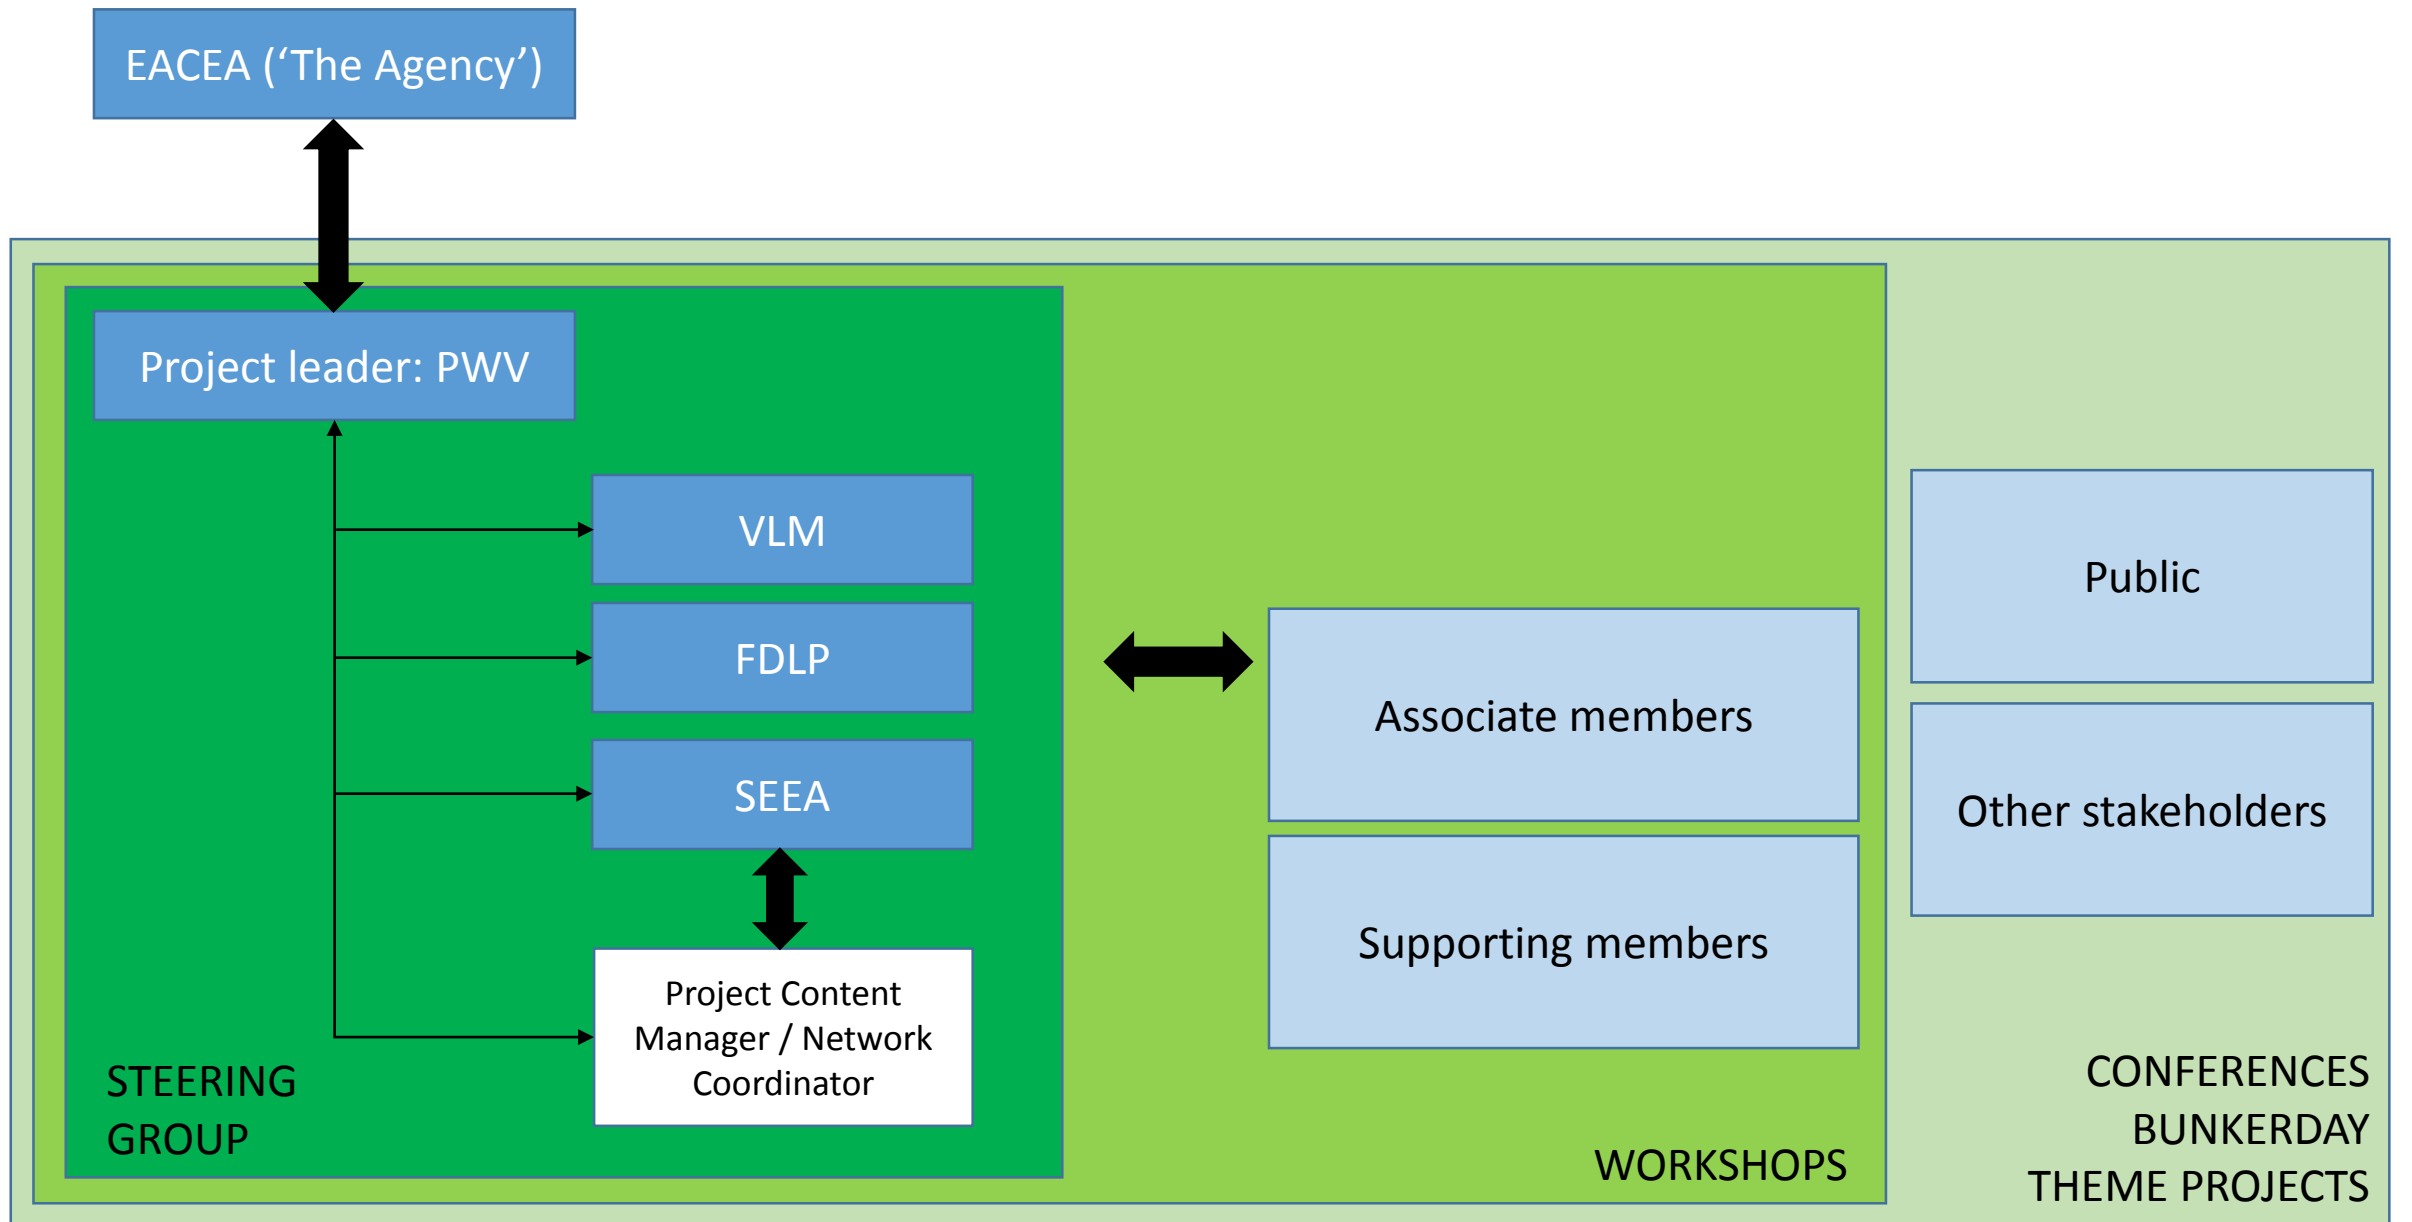 EACEA (‘The Agency’)
Project leader: PWV
VLM
FDLP
SEEA
Project Content
Manager / Network
Coordinator
STEERING
GROUP
Associate members
Supporting members
WORKSHOPS
Public
Other stakeholders
CONFERENCES
BUNKERDAY
THEME PROJECTS